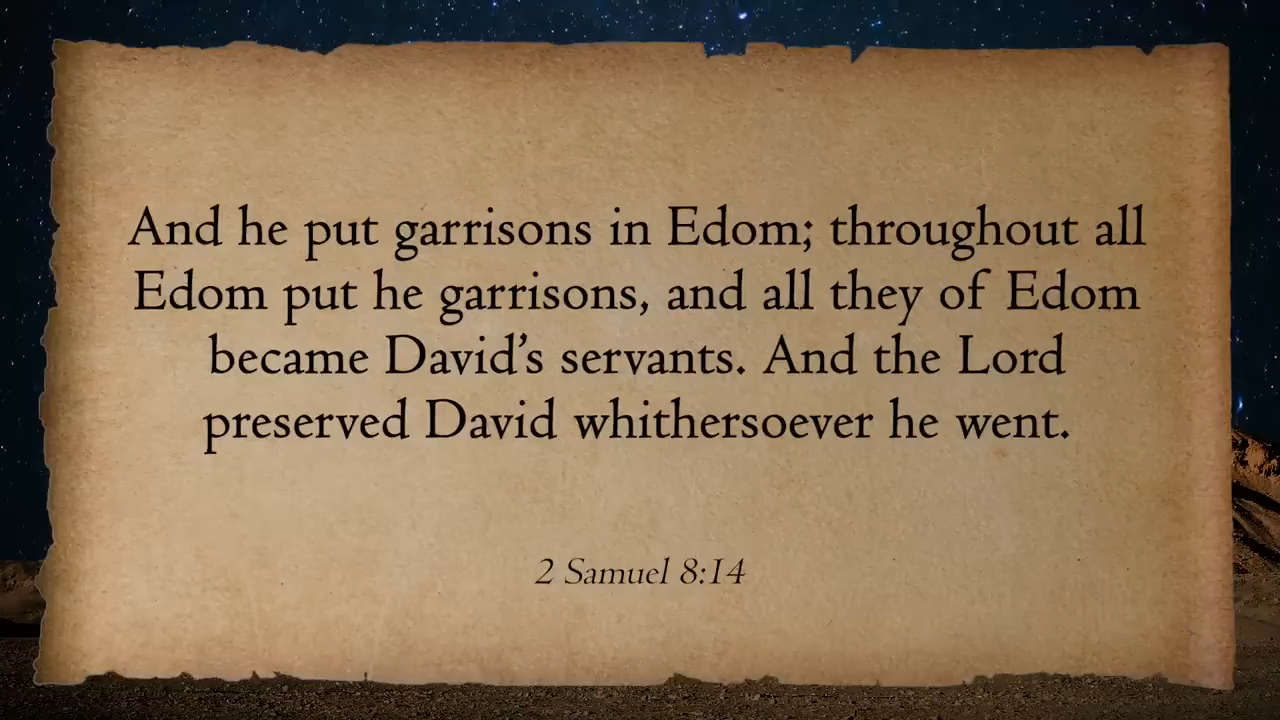 And he put garrisons in Edom; throughout all
Edom put he garrisons, and all they of Edom
became David’s servants. And the Lord
preserved David whithersoever he went.
2 Samuel 8:14